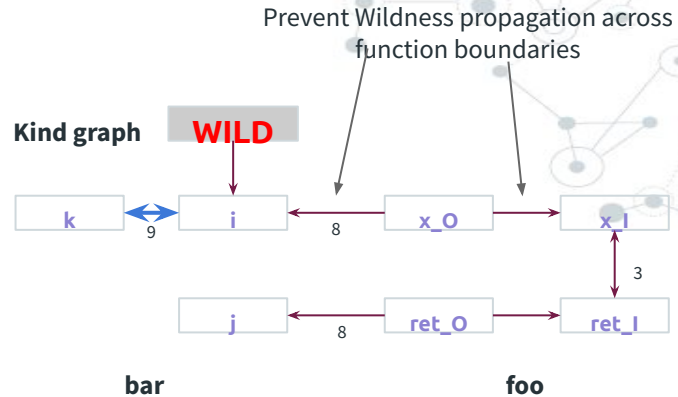 Prevent Wildness propagation across
function boundaries
Kind graph
WILD
k
9
i
8
x_O
x_I
3
j
8
ret_O
ret_I
bar
foo